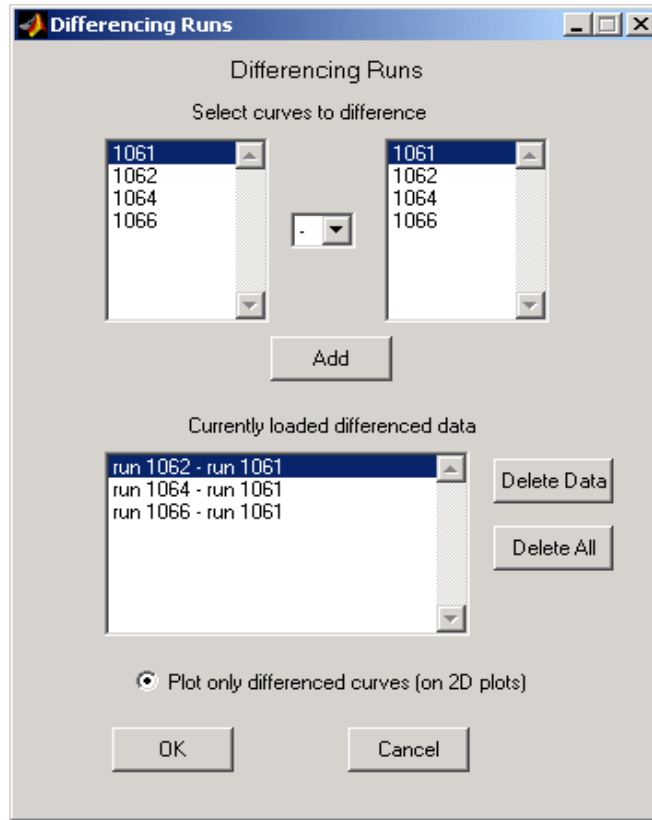 Differencing Runs
Differencing Runs
Select curves to difference
1061
1062
1064
1066
-
1061
1062
1064
1066
Add
Currently loaded differenced data
run 1062 - run 1061
run 1064 - run 1061
run 1066 - run 1061
Delete Data
Delete All
Plot only differenced curves (on 2D plots)
OK
Cancel